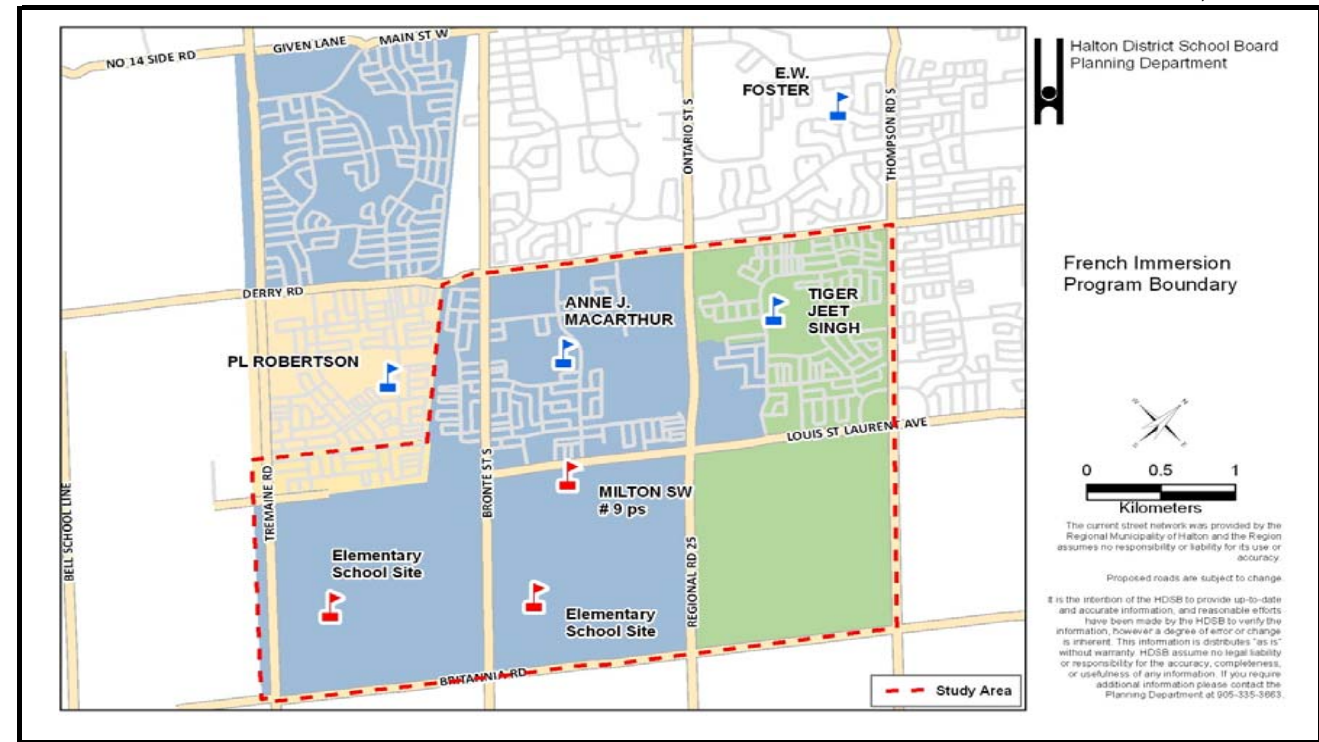 NO 14 SIDE RD
GIVEN LANE
MAIN ST W
E.W.
FOSTER
ONTARIO ST S
THOMPSON RD S
DERRY RD
ANNE J.
MACARTHUR
TIGER
JEET
SINGH
PL ROBERTSON
LOUIS ST LAURENT AVE
BELL SCHOOL LINE
TREMAINE RD
BRONTE ST S
MILTON SW
# 9 ps
Elementary
School Site
Elementary
School Site
REGIONAL RD 25
BRITANNIA RD
Study Area
Halton District School Board
Planning Department
French Immersion
Program Boundary
W
N
S
E
0 0.5 1
Kilometers
The current street network was provided by the
Regional Municipality of Halton and the Region
assumes no responsibility or liability for its use or
accuracy.
Proposed roads are subject to change.
It is the intention of the HDSB to provide up-to-date
and accurate information, and reasonable efforts
have been made by the HDSB to verify the
information, however a degree of error or change
is inherent. This information is distributes "as is"
without warranty. HDSB assume no legal liability
or responsibility for the accuracy, completeness,
or usefulness of any information. If you require
additional information please contact the
Planning Department at 905-335-3663.